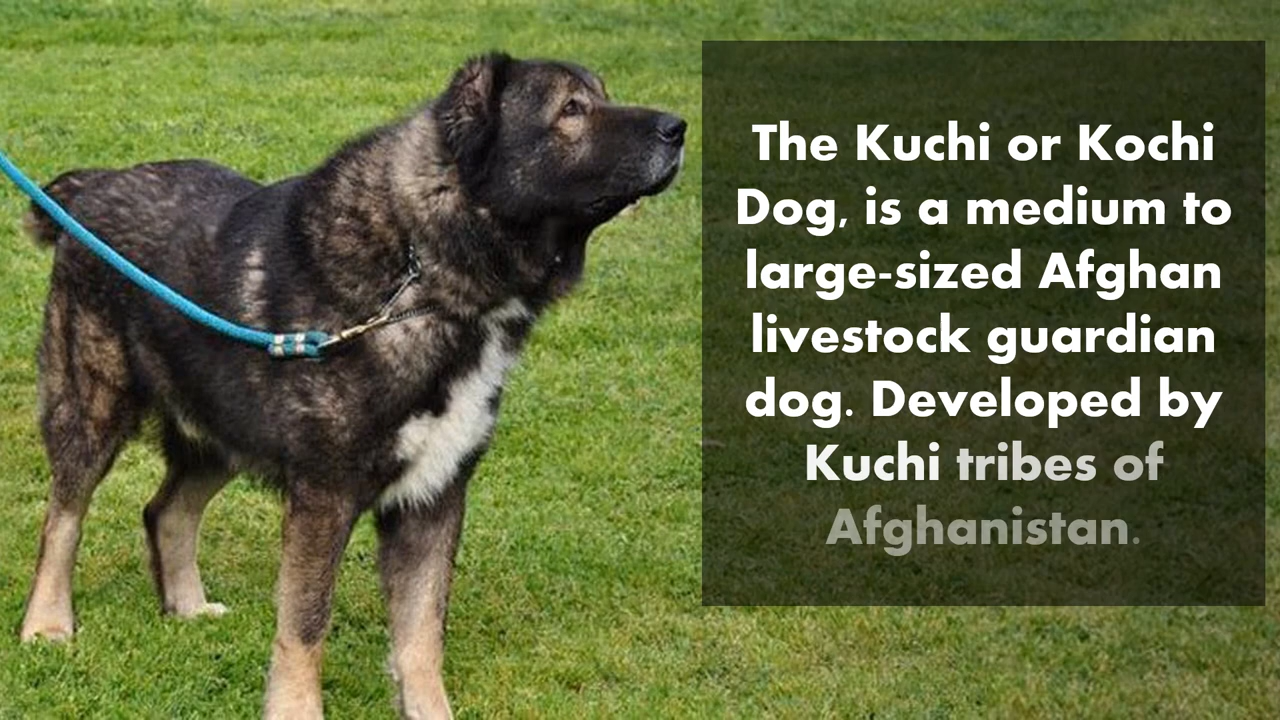 The Kuchi or Kochi
Dog, is a medium to
large-sized Afghan
livestock guardian
dog. Developed by
Kuchi tribes of
Afghanistan.